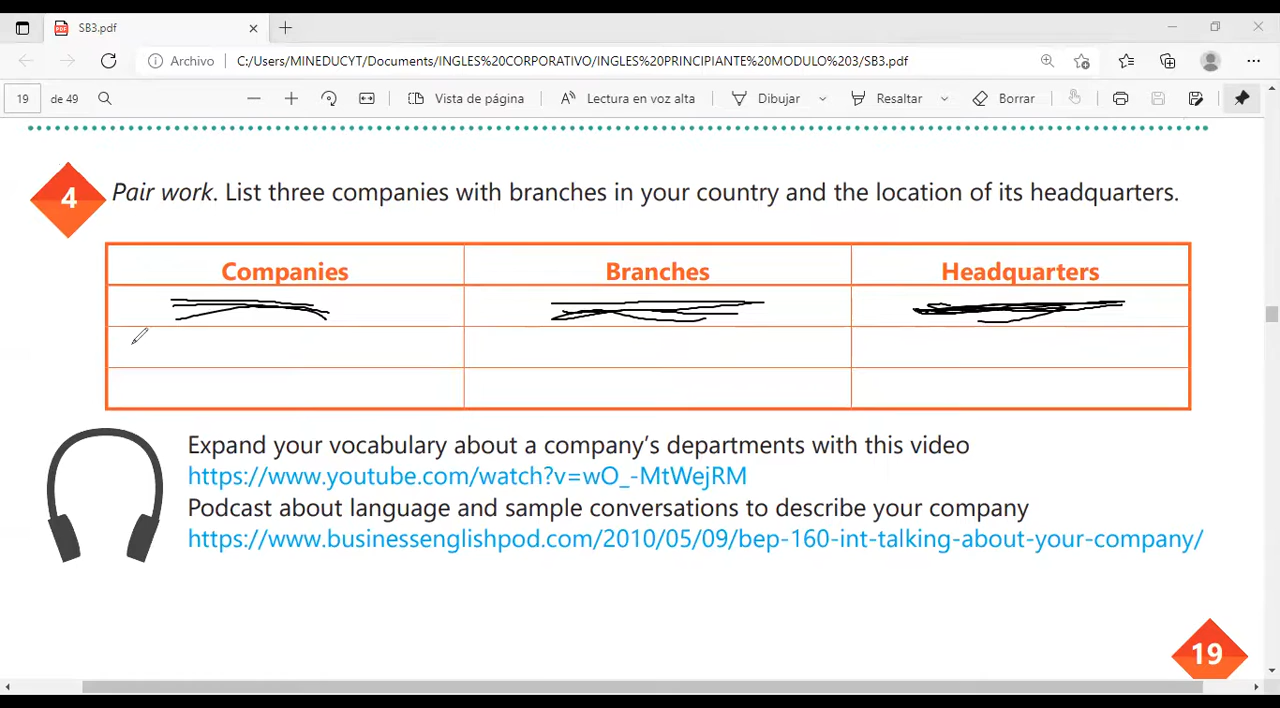 SB3.pdf
Archivo C:/Users/MINEDUCYT/Documents/INGLES%20CORPORATIVO/INGLES%20PRINCIPIANTE%20MODULO%203/SB3.pdf
19 de 49 Vista de página Lectura en voz alta Dibujar Resaltar Borrar
4 Pair work. List three companies with branches in your country and the location of its headquarters.
Companies Branches Headquarters
Expand your vocabulary about a company's departments with this video
https://www.youtube.com/watch?v=wO_-MtWejRM
Podcast about language and sample conversations to describe your company
https://www.businessenglishpod.com/2010/05/09/bep-160-int-talking-about-your-company/
19